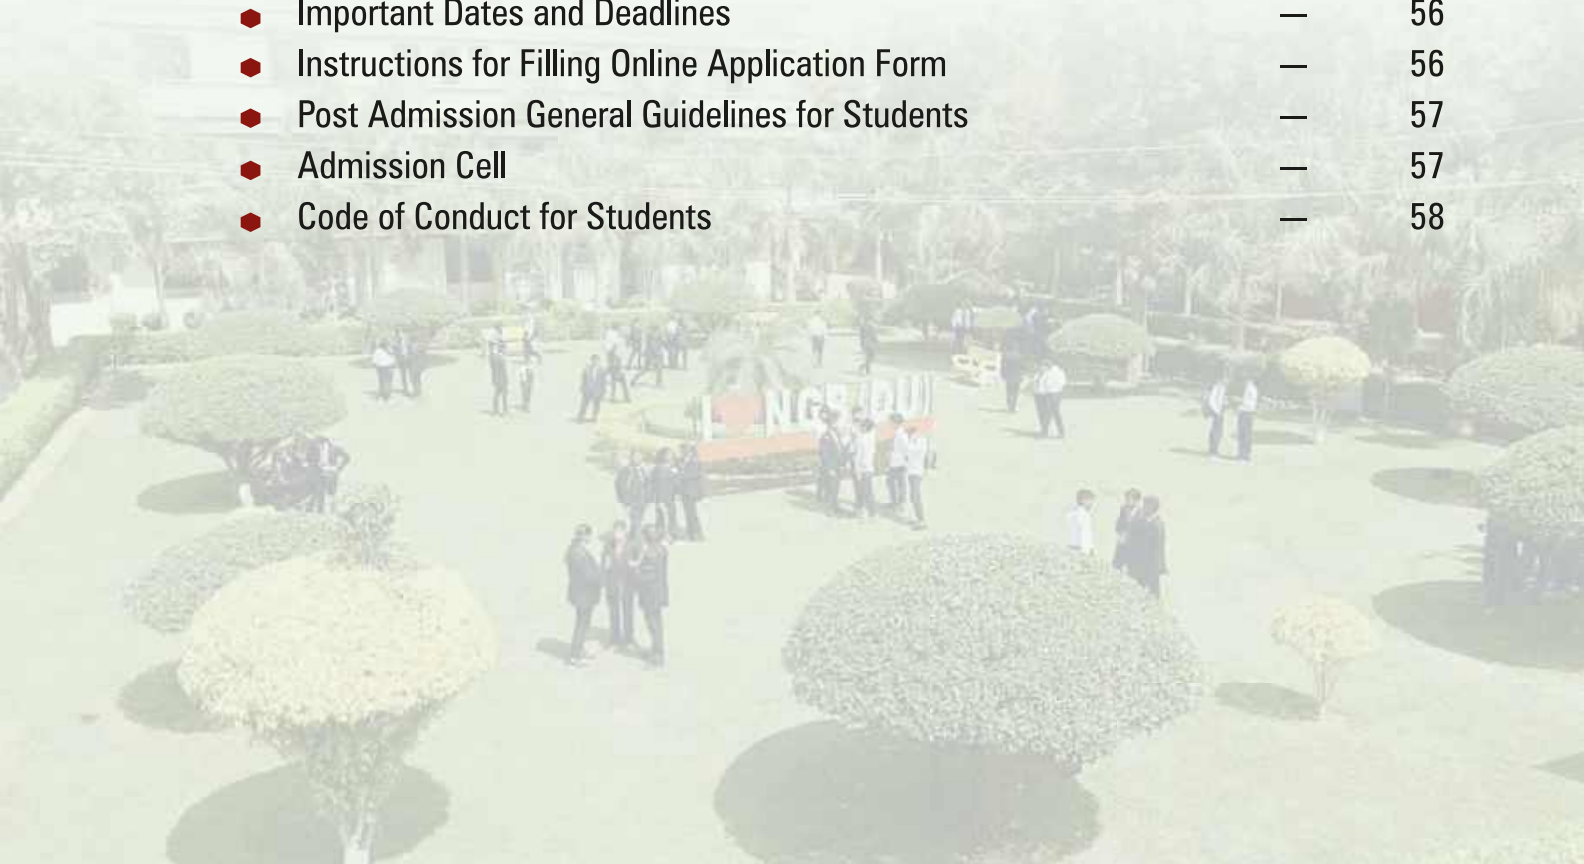 Important Dates and Deadlines — 56
Instructions for Filling Online Application Form — 56
Post Admission General Guidelines for Students — 57
Admission Cell — 57
Code of Conduct for Students — 58